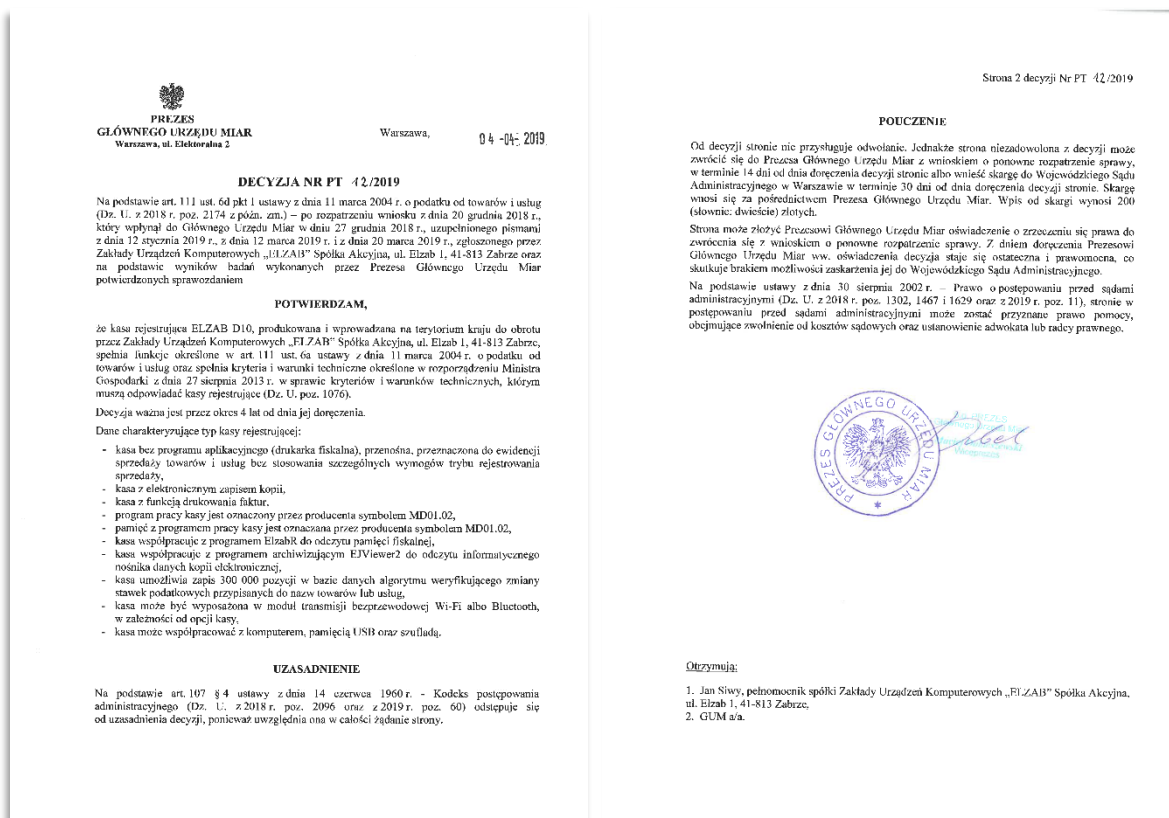 PREZES
GŁÓWNEGO URZĘDU MIAR
Warszawa, ul. Elektoralna 2
Warszawa,
04 -04- 2019
DECYZJA NR PT 12/2019
Na podstawie art. 111 ust. 6d pkt 1 ustawy z dnia 11 marca 2004 r. o podatku od towarów i usług
(Dz. U. z 2018 r. poz. 2174 z późn. zm.) – po rozpatrzeniu wniosku z dnia 20 grudnia 2018 r.,
który wpłynął do Głównego Urzędu Miar w dniu 27 grudnia 2018 r., uzupełnionego pismami
z dnia 12 stycznia 2019 r., z dnia 12 marca 2019 r. i z dnia 20 marca 2019 r., zgłoszonego przez
Zakłady Urządzeń Komputerowych „ELZAB” Spółka Akcyjna, ul. Elzab 1, 41-813 Zabrze oraz
na podstawie wyników badań wykonanych przez Prezesa Głównego Urzędu Miar
potwierdzonych sprawozdaniem
POTWIERDZAM,
że kasa rejestrująca ELZAB D10, produkowana i wprowadzana na terytorium kraju do obrotu
przez Zakłady Urządzeń Komputerowych „ELZAB” Spółka Akcyjna, ul. Elzab 1, 41-813 Zabrze,
spełnia funkcje określone w art. 111 ust. 6a ustawy z dnia 11 marca 2004 r. o podatku od
towarów i usług oraz spełnia kryteria i warunki techniczne określone w rozporządzeniu Ministra
Gospodarki z dnia 27 sierpnia 2013 r. w sprawie kryteriów i warunków technicznych, którym
muszą odpowiadać kasy rejestrujące (Dz. U. poz. 1076).
Decyzja ważna jest przez okres 4 lat od dnia jej doręczenia.
Dane charakteryzujące typ kasy rejestrującej:
- kasa bez programu aplikacyjnego (drukarka fiskalna), przenośna, przeznaczona do ewidencji
sprzedaży towarów i usług bez stosowania szczególnych wymogów trybu rejestrowania
sprzedaży,
- kasa z elektronicznym zapisem kopii,
- kasa z funkcją drukowania faktur.
- program pracy kasy jest oznaczony przez producenta symbolem MD01.02,
- pamięć z programem pracy kasy jest oznaczana przez producenta symbolem MD01.02,
- kasa współpracuje z programem ElzabR do odczytu pamięci fiskalnej,
- kasa współpracuje z programem archiwizującym EJViewer2 do odczytu informatycznego
nośnika danych kopii elektronicznej,
- kasa umożliwia zapis 300 000 pozycji w bazie danych algorytmu weryfikującego zmiany
stawek podatkowych przypisanych do nazw towarów lub usług,
- kasa może być wyposażona w moduł transmisji bezprzewodowej Wi-Fi albo Bluetooth,
w zależności od opcji kasy,
- kasa może współpracować z komputerem, pamięcią USB oraz szufladą.
UZASADNIENIE
Na podstawie art. 107 § 4 ustawy z dnia 14 czerwca 1960 r. - Kodeks postępowania
administracyjnego (Dz. U. z 2018 r. poz. 2096 oraz z 2019 r. poz. 60) odstępuje się
od uzasadnienia decyzji, ponieważ uwzględnia ona w całości żądanie strony.
Strona 2 decyzji Nr PT 12/2019
POUCZENIE
Od decyzji stronie nie przysługuje odwołanie. Jednakże strona niezadowolona z decyzji może
zwrócić się do Prezesa Głównego Urzędu Miar z wnioskiem o ponowne rozpatrzenie sprawy,
w terminie 14 dni od dnia doręczenia decyzji stronie albo wnieść skargę do Wojewódzkiego Sądu
Administracyjnego w Warszawie w terminie 30 dni od dnia doręczenia decyzji stronie. Skargę
wnosi się za pośrednictwem Prezesa Głównego Urzędu Miar. Wpis od skargi wynosi 200
(słownie: dwieście) złotych.
Strona może złożyć Prezesowi Głównego Urzędu Miar oświadczenie o zrzeczeniu się prawa do
zwrócenia się z wnioskiem o ponowne rozpatrzenie sprawy. Z dniem doręczenia Prezesowi
Głównego Urzędu Miar ww. oświadczenia decyzja staje się ostateczna i prawomocna, co
skutkuje brakiem możliwości zaskarżenia jej do Wojewódzkiego Sądu Administracyjnego.
Na podstawie ustawy z dnia 30 sierpnia 2002 r. – Prawo o postępowaniu przed sądami
administracyjnymi (Dz. U. z 2018 r. poz. 1302, 1467 i 1629 oraz z 2019 r. poz. 11), stronie w
postępowaniu przed sądami administracyjnymi może zostać przyznane prawo pomocy,
obejmujące zwolnienie od kosztów sądowych oraz ustanowienie adwokata lub radcy prawnego.
PREZES GŁÓWNEGO URZĘDU MIAR
Otrzymują:
1. Jan Siwy, pełnomocnik spółki Zakłady Urządzeń Komputerowych „ELZAB” Spółka Akcyjna,
ul. Elzab 1, 41-813 Zabrze,
2. GUM a/a.